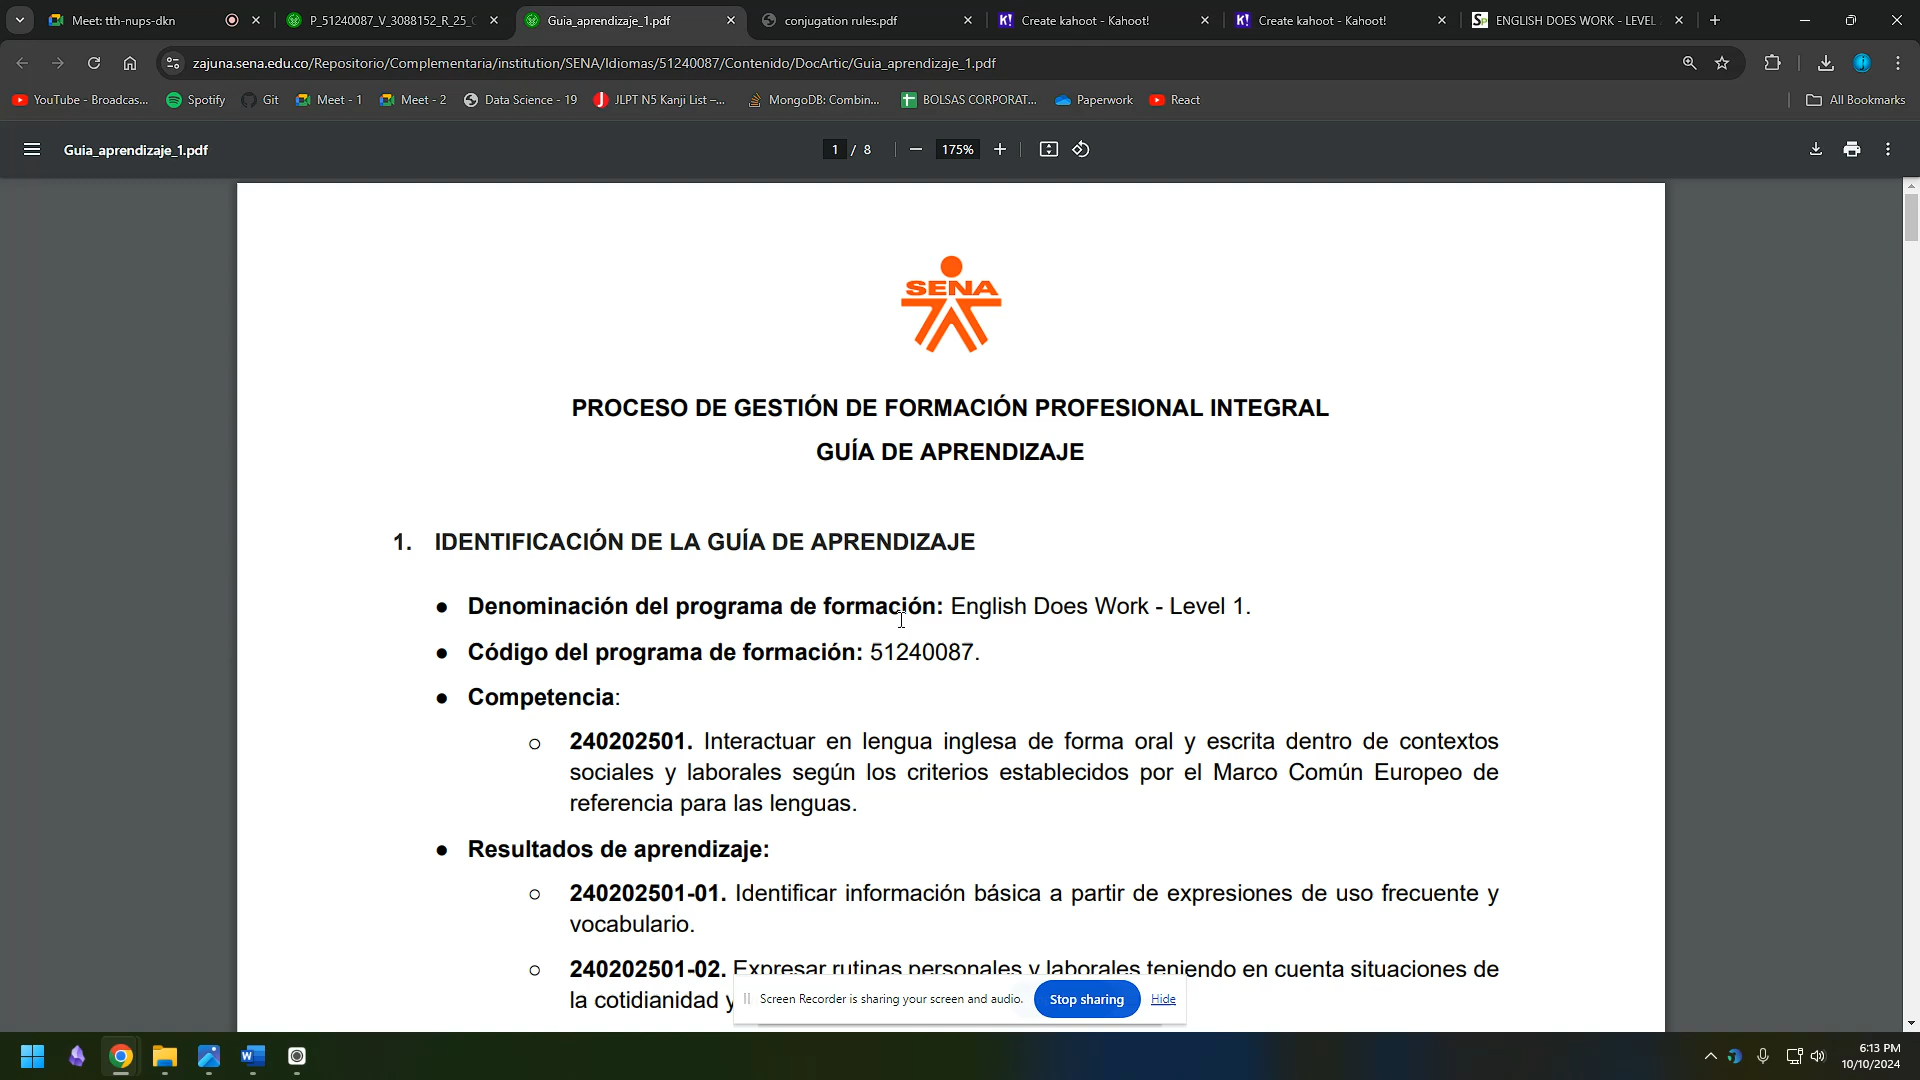 Meet: tth-nups-dkn
P_51240087_V_3088152_R_25_
Guia_aprendizaje_1.pdf
conjugation rules.pdf
Create kahoot - Kahoot!
Create kahoot - Kahoot!
ENGLISH DOES WORK - LEVEL
zajuna.sena.edu.co/Repositorio/Complementaria/institution/SENA/Idiomas/51240087/Contenido/DocArtic/Guia_aprendizaje_1.pdf
YouTube - Broadcas...
Spotify
Git
Meet - 1
Meet - 2
Data Science - 19
JLPT N5 Kanji List –...
MongoDB: Combin...
BOLSAS CORPORAT...
Paperwork
React
All Bookmarks
Guia_aprendizaje_1.pdf
1 / 8
175%
SENA
PROCESO DE GESTIÓN DE FORMACIÓN PROFESIONAL INTEGRAL
GUÍA DE APRENDIZAJE
1. IDENTIFICACIÓN DE LA GUÍA DE APRENDIZAJE
● Denominación del programa de formación: English Does Work - Level 1.
● Código del programa de formación: 51240087.
● Competencia:
○ 240202501. Interactuar en lengua inglesa de forma oral y escrita dentro de contextos
sociales y laborales según los criterios establecidos por el Marco Común Europeo de
referencia para las lenguas.
● Resultados de aprendizaje:
○ 240202501-01. Identificar información básica a partir de expresiones de uso frecuente y
vocabulario.
○ 240202501-02. Expresar rutinas personales y laborales teniendo en cuenta situaciones de
la cotidianidad y
Screen Recorder is sharing your screen and audio.
Stop sharing
Hide
6:13 PM
10/10/2024